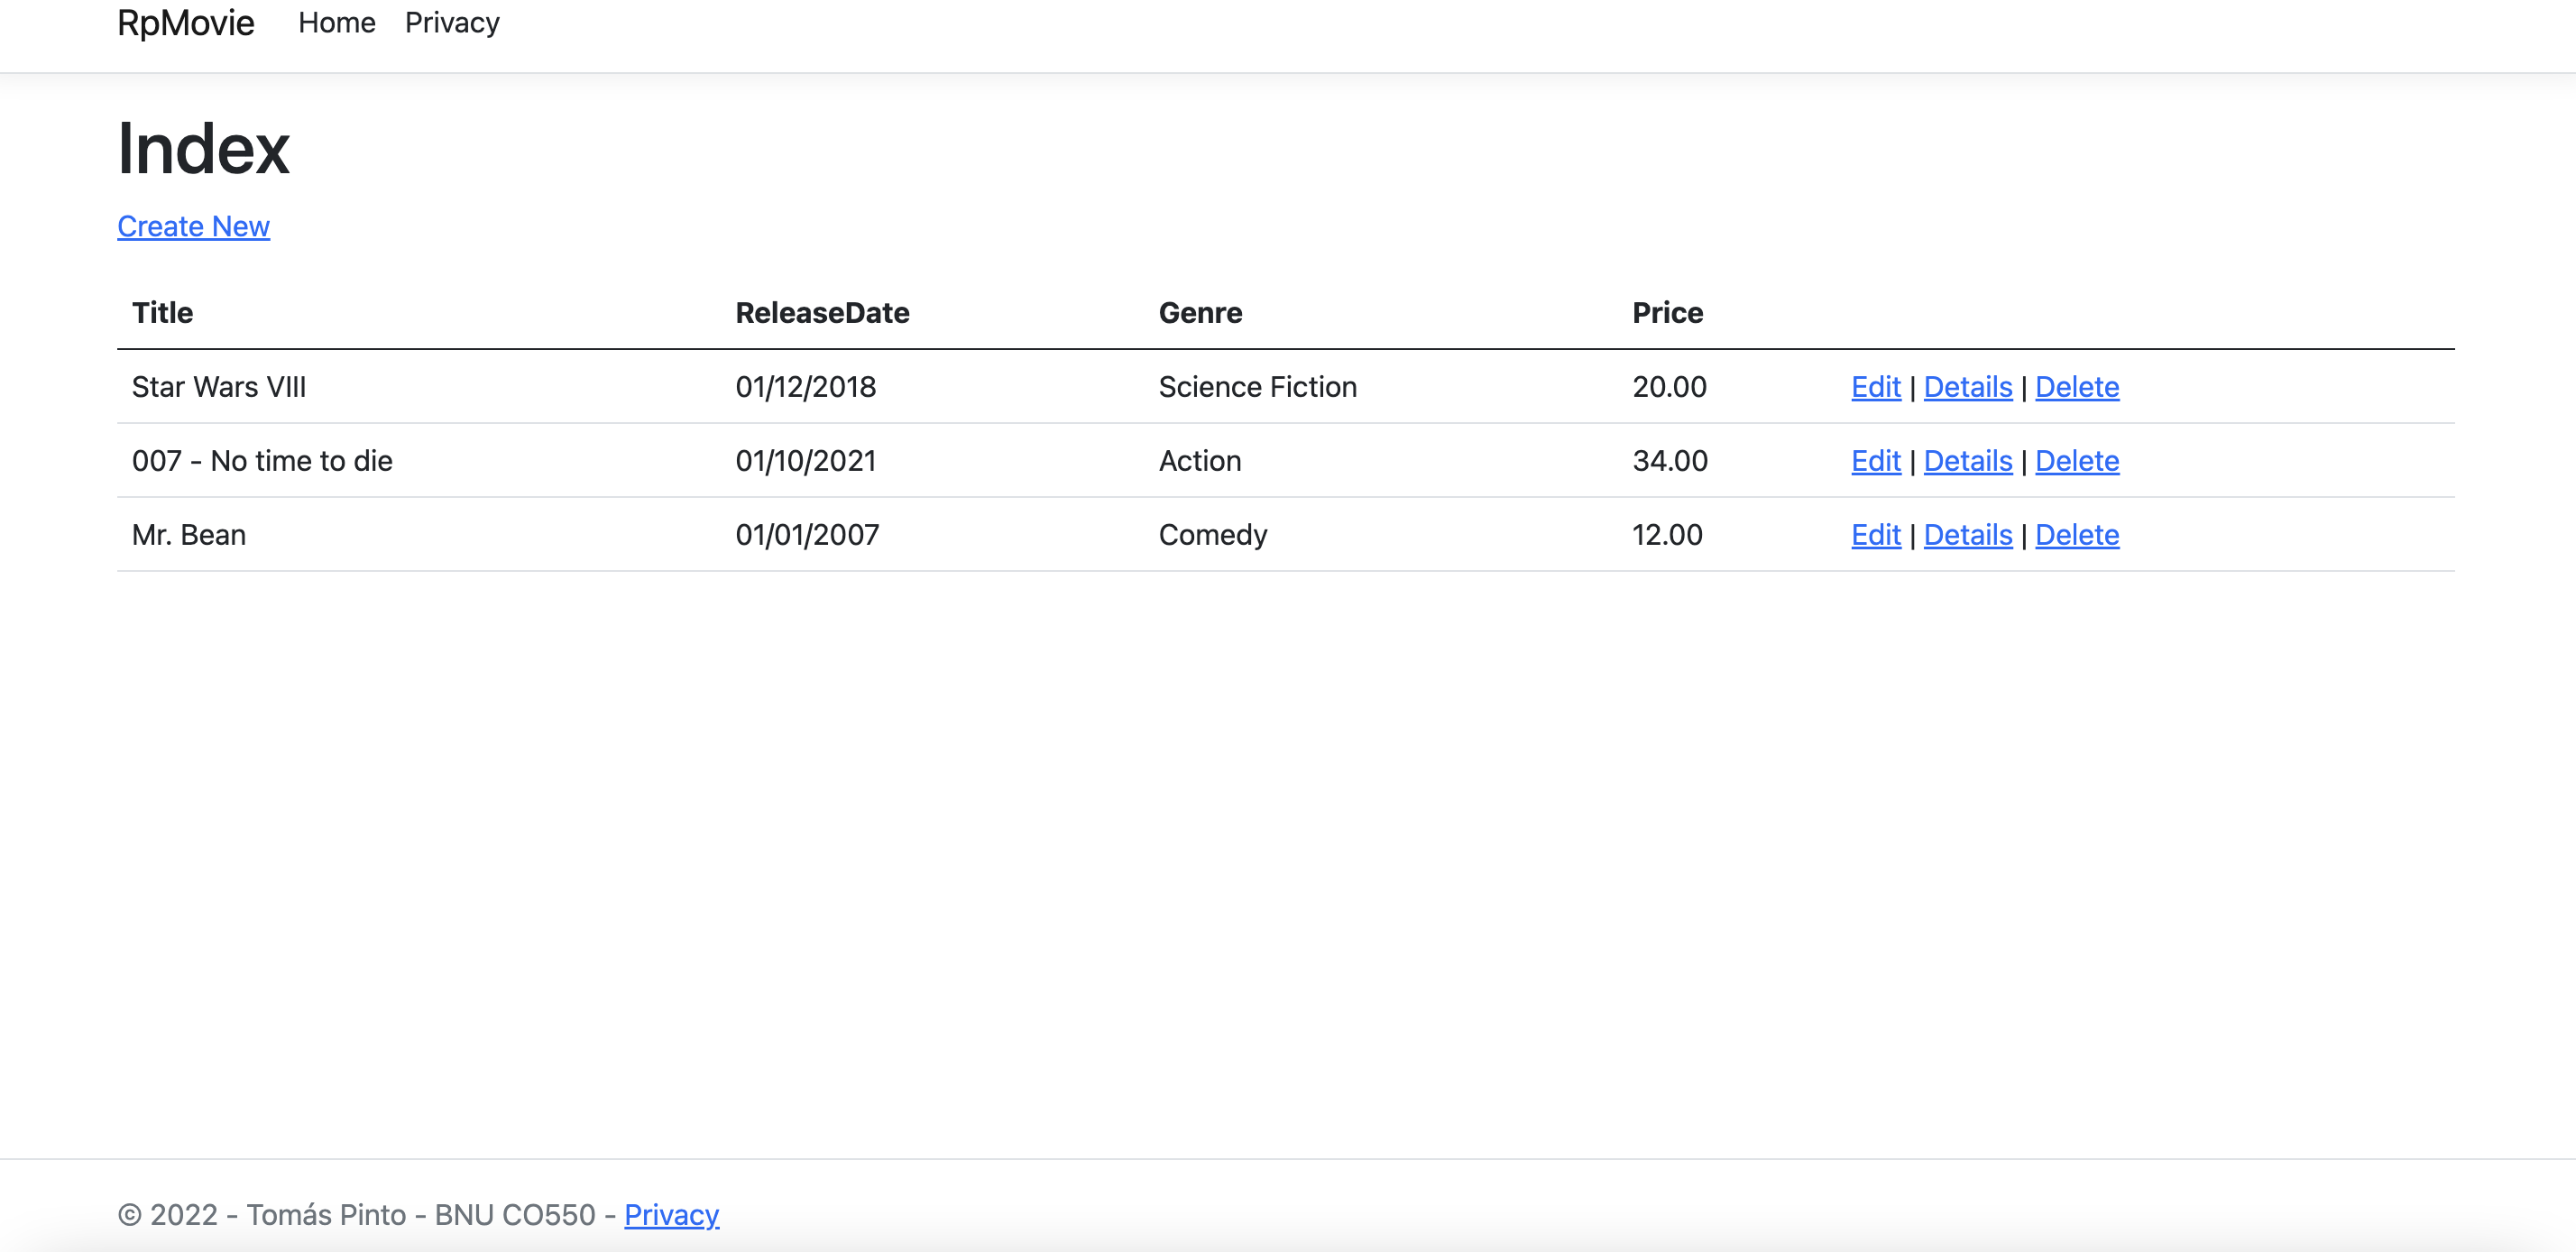 RpMovie Home Privacy
Index
Create New
Title ReleaseDate Genre Price
Star Wars VIII 01/12/2018 Science Fiction 20.00 Edit | Details | Delete
007 - No time to die 01/10/2021 Action 34.00 Edit | Details | Delete
Mr. Bean 01/01/2007 Comedy 12.00 Edit | Details | Delete
© 2022 - Tomás Pinto - BNU CO550 - Privacy